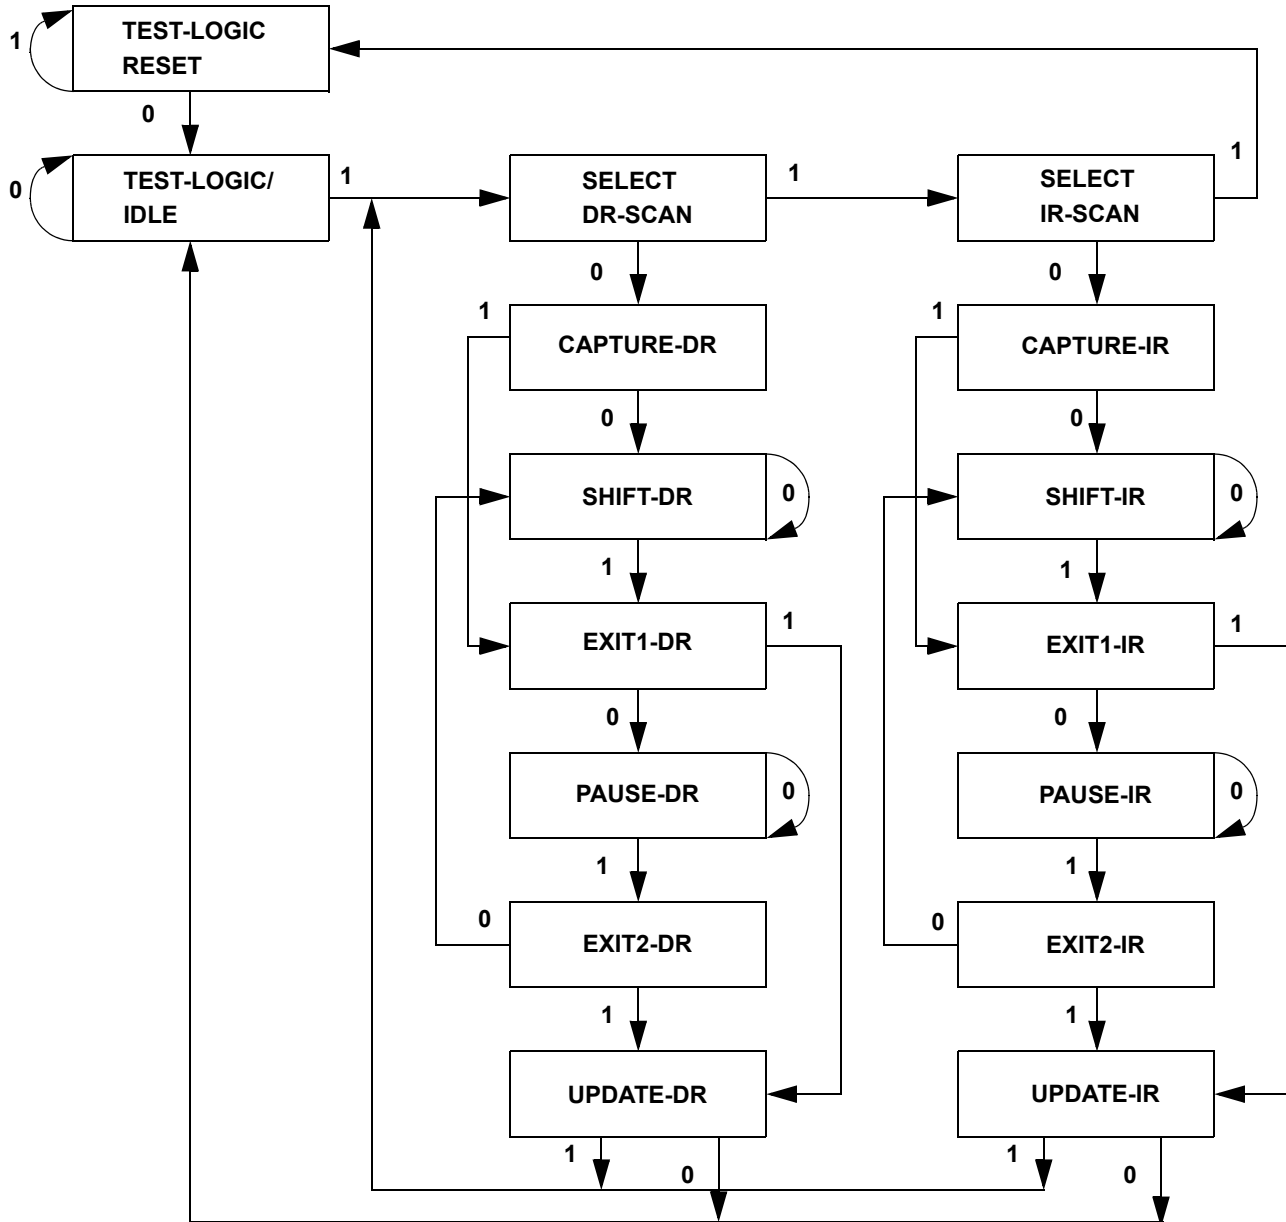 TEST-LOGIC
RESET
1
0
TEST-LOGIC/
IDLE
0
1
SELECT
DR-SCAN
1
SELECT
IR-SCAN
1
0
0
1
CAPTURE-DR
1
CAPTURE-IR
0
0
SHIFT-DR
0
SHIFT-IR
0
1
1
EXIT1-DR
1
EXIT1-IR
1
0
0
PAUSE-DR
0
PAUSE-IR
0
1
1
0
EXIT2-DR
0
EXIT2-IR
1
1
UPDATE-DR
UPDATE-IR
1
0
1
0